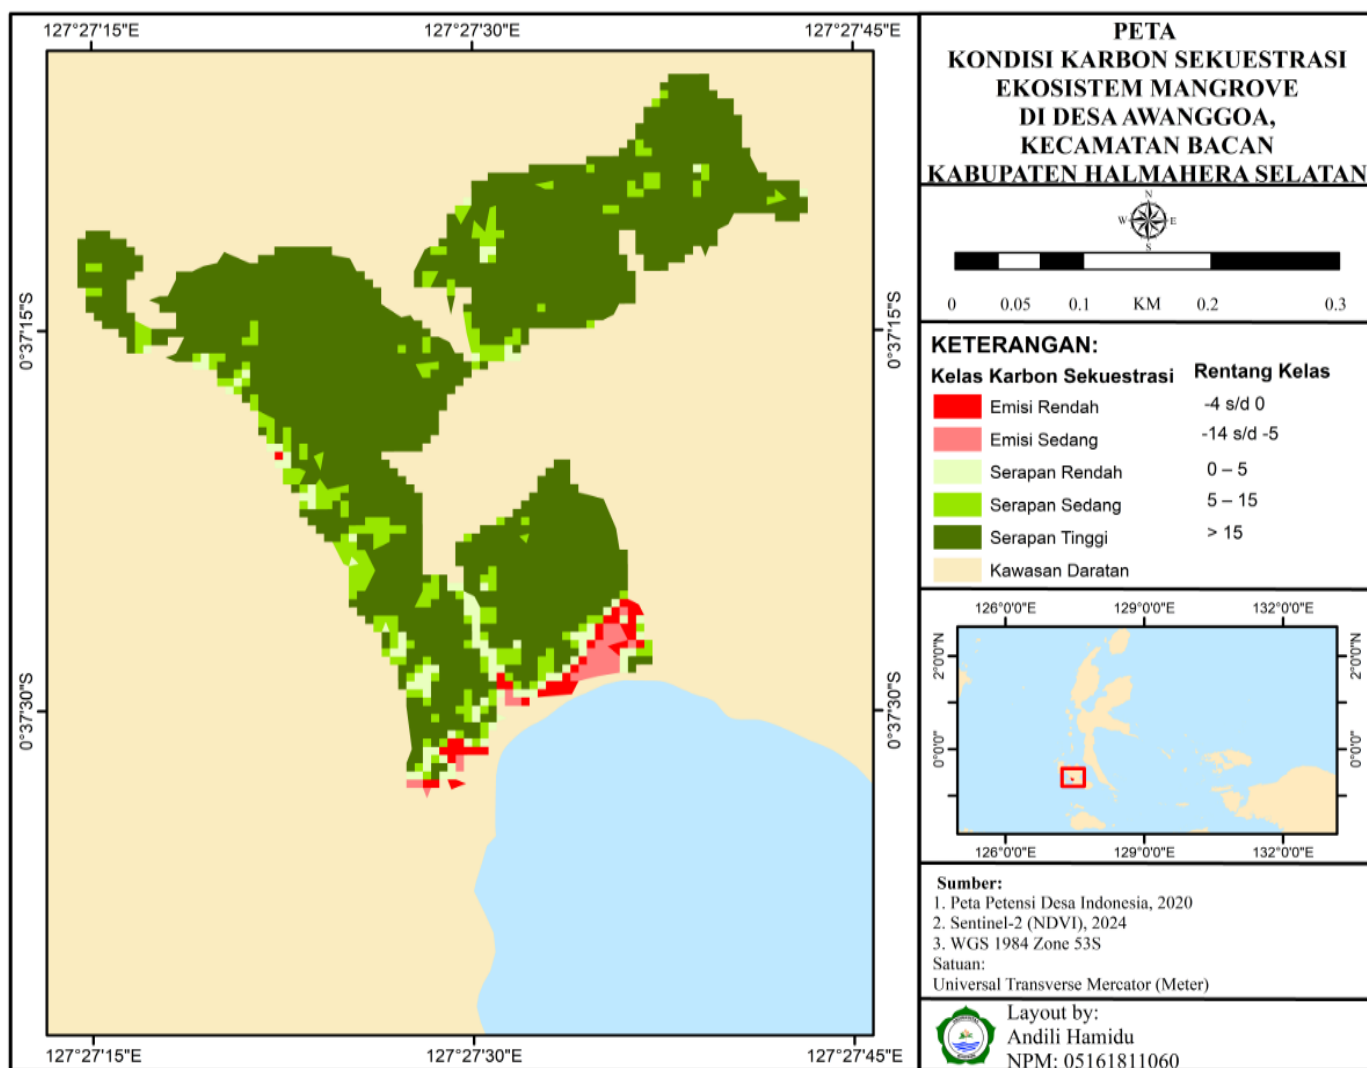 127°27'15"E 127°27'30"E 127°27'45"E
0°37'15"S
0°37'30"S
0°37'15"S
0°37'30"S
127°27'15"E 127°27'30"E 127°27'45"E
PETA
KONDISI KARBON SEKUESTRASI
EKOSISTEM MANGROVE
DI DESA AWANGGOA,
KECAMATAN BACAN
KABUPATEN HALMAHERA SELATAN
N
W E
S
0 0.05 0.1 KM 0.2 0.3
KETERANGAN:
Kelas Karbon Sekuestrasi Rentang Kelas
Emisi Rendah -4 s/d 0
Emisi Sedang -14 s/d -5
Serapan Rendah 0 – 5
Serapan Sedang 5 – 15
Serapan Tinggi > 15
Kawasan Daratan
126°0'0"E 129°0'0"E 132°0'0"E
2°0'0"N 2°0'0"N
0°0'0" 0°0'0"
126°0'0"E 129°0'0"E 132°0'0"E
Sumber:
1. Peta Petensi Desa Indonesia, 2020
2. Sentinel-2 (NDVI), 2024
3. WGS 1984 Zone 53S
Satuan:
Universal Transverse Mercator (Meter)
Layout by:
Andili Hamidu
NPM: 05161811060